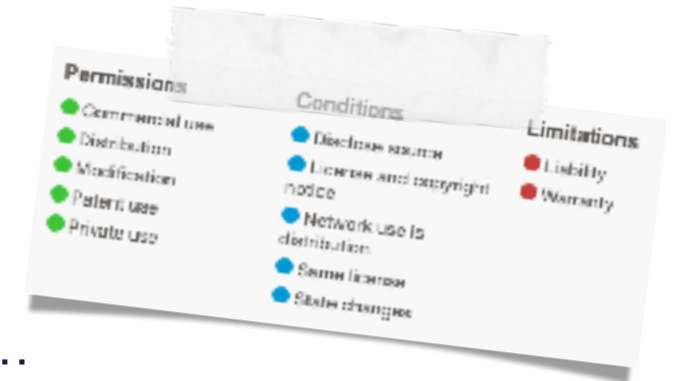 Permissions
Commercial use
Distribution
Modification
Patent use
Private use
Conditions
Disclose source
License and copyright
notice
Network use is
distribution
Same license
State changes
Limitations
Liability
Warranty
..